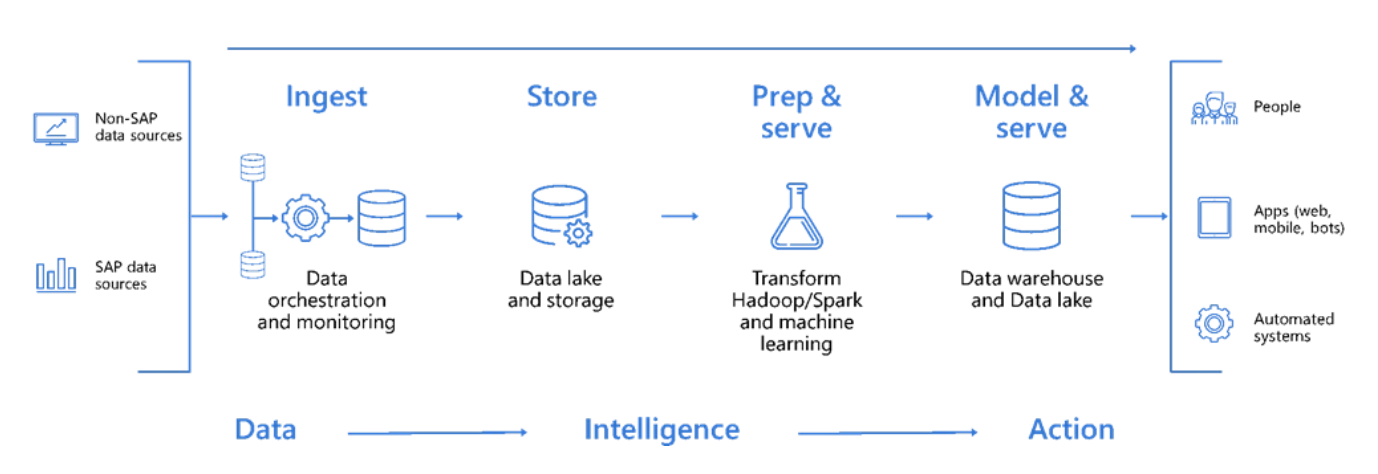 Non-SAP
data sources
SAP data
sources
Ingest
Data
orchestration
and monitoring
Store
Data lake
and storage
Prep &
serve
Transform
Hadoop/Spark
and machine
learning
Model &
serve
Data warehouse
and Data lake
People
Apps (web,
mobile, bots)
Automated
systems
Data
Intelligence
Action